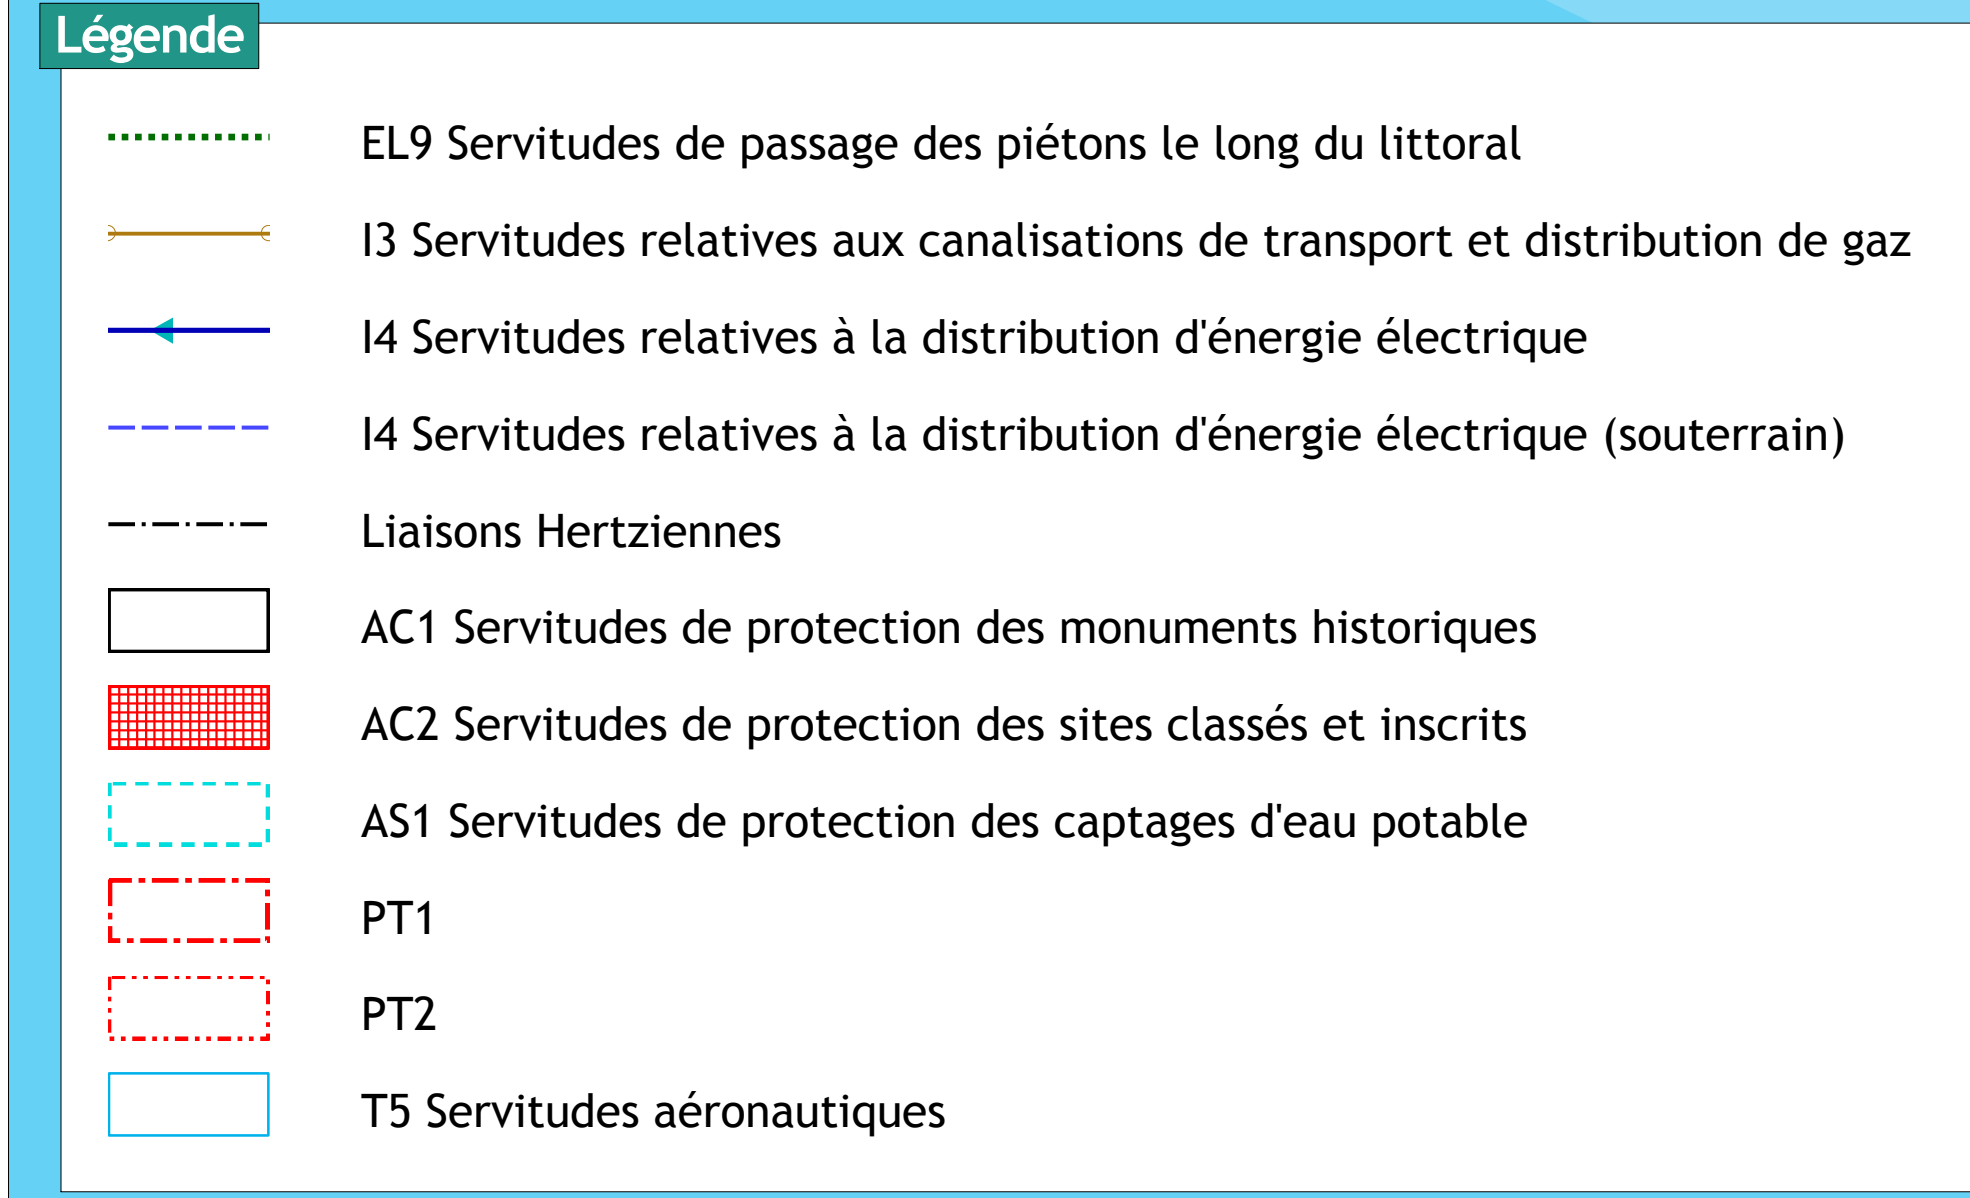 Légende
EL9 Servitudes de passage des piétons le long du littoral
I3 Servitudes relatives aux canalisations de transport et distribution de gaz
I4 Servitudes relatives à la distribution d'énergie électrique
I4 Servitudes relatives à la distribution d'énergie électrique (souterrain)
Liaisons Hertziennes
AC1 Servitudes de protection des monuments historiques
AC2 Servitudes de protection des sites classés et inscrits
AS1 Servitudes de protection des captages d'eau potable
PT1
PT2
T5 Servitudes aéronautiques